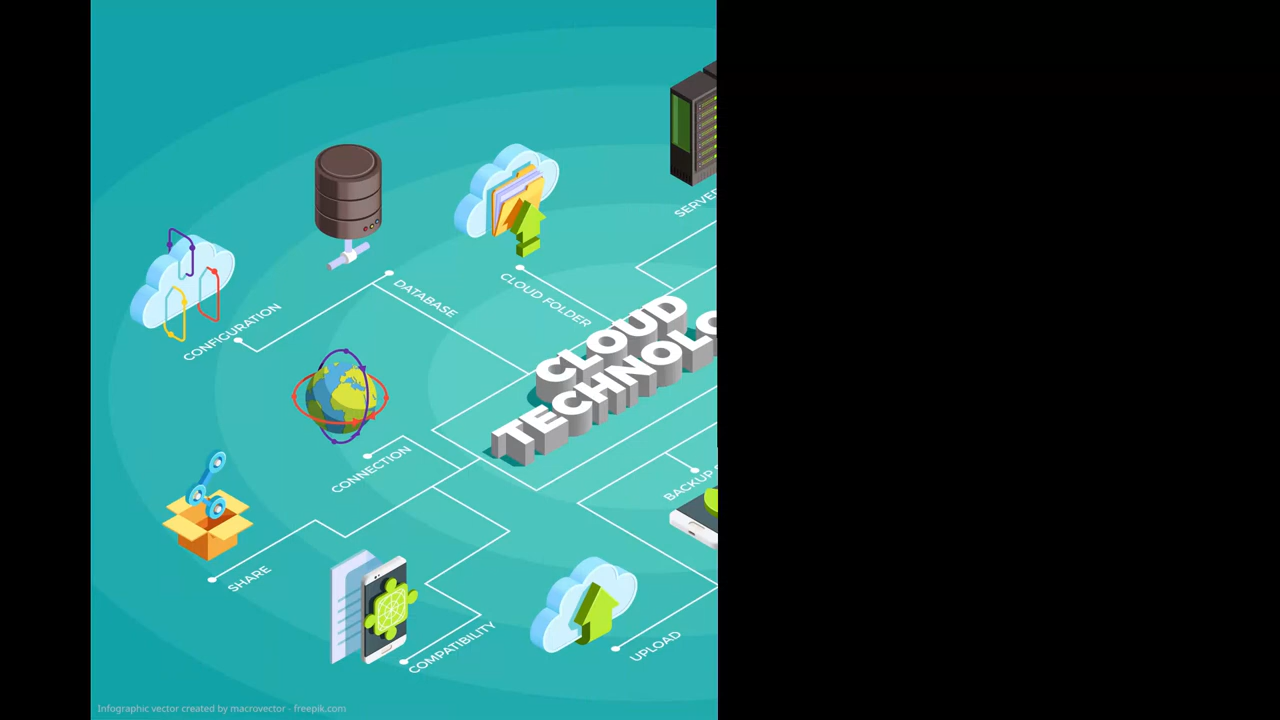 SERVER
DATABASE
CLOUD FOLDER
CONFIGURATION
CLOUD
TECHNOLO
CONNECTION
BACKUP
SHARE
COMPATIBILITY
UPLOAD
Infographic vector created by macrovector - freepik.com